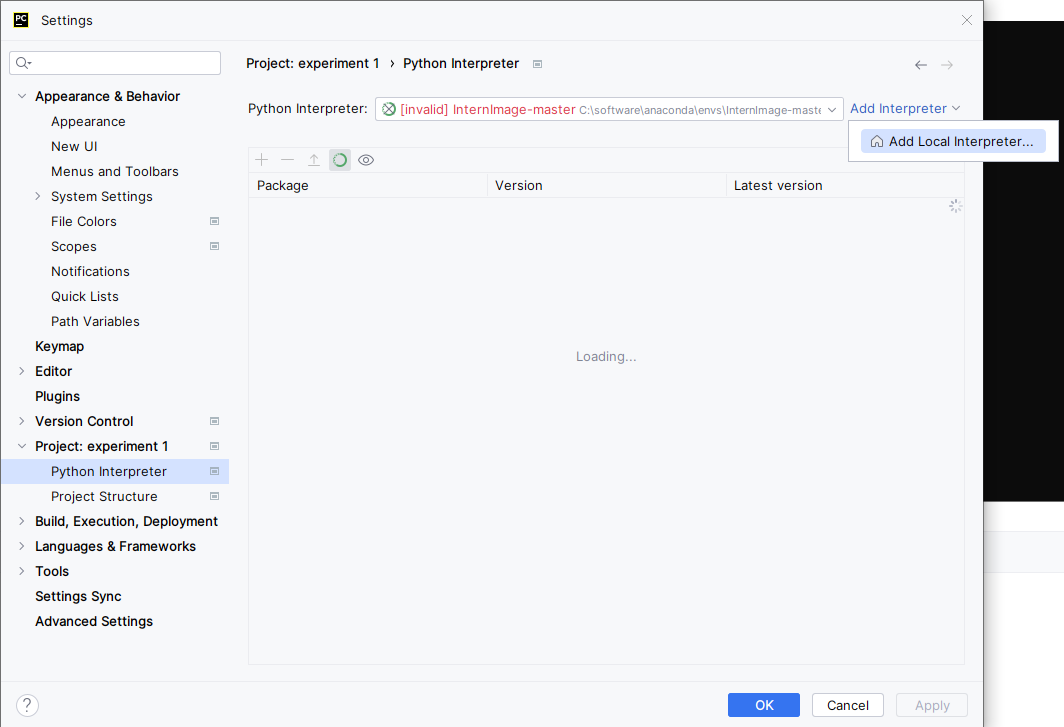 PC
Settings
Project: experiment 1 › Python Interpreter
Appearance & Behavior
Appearance
New UI
Menus and Toolbars
System Settings
File Colors
Scopes
Notifications
Quick Lists
Path Variables
Keymap
Editor
Plugins
Version Control
Project: experiment 1
Python Interpreter
Project Structure
Build, Execution, Deployment
Languages & Frameworks
Tools
Settings Sync
Advanced Settings
Python Interpreter: [invalid] InternImage-master C:\software\anaconda\envs\InternImage-maste Add Interpreter
Add Local Interpreter...
Package Version Latest version
Loading...
? OK Cancel Apply